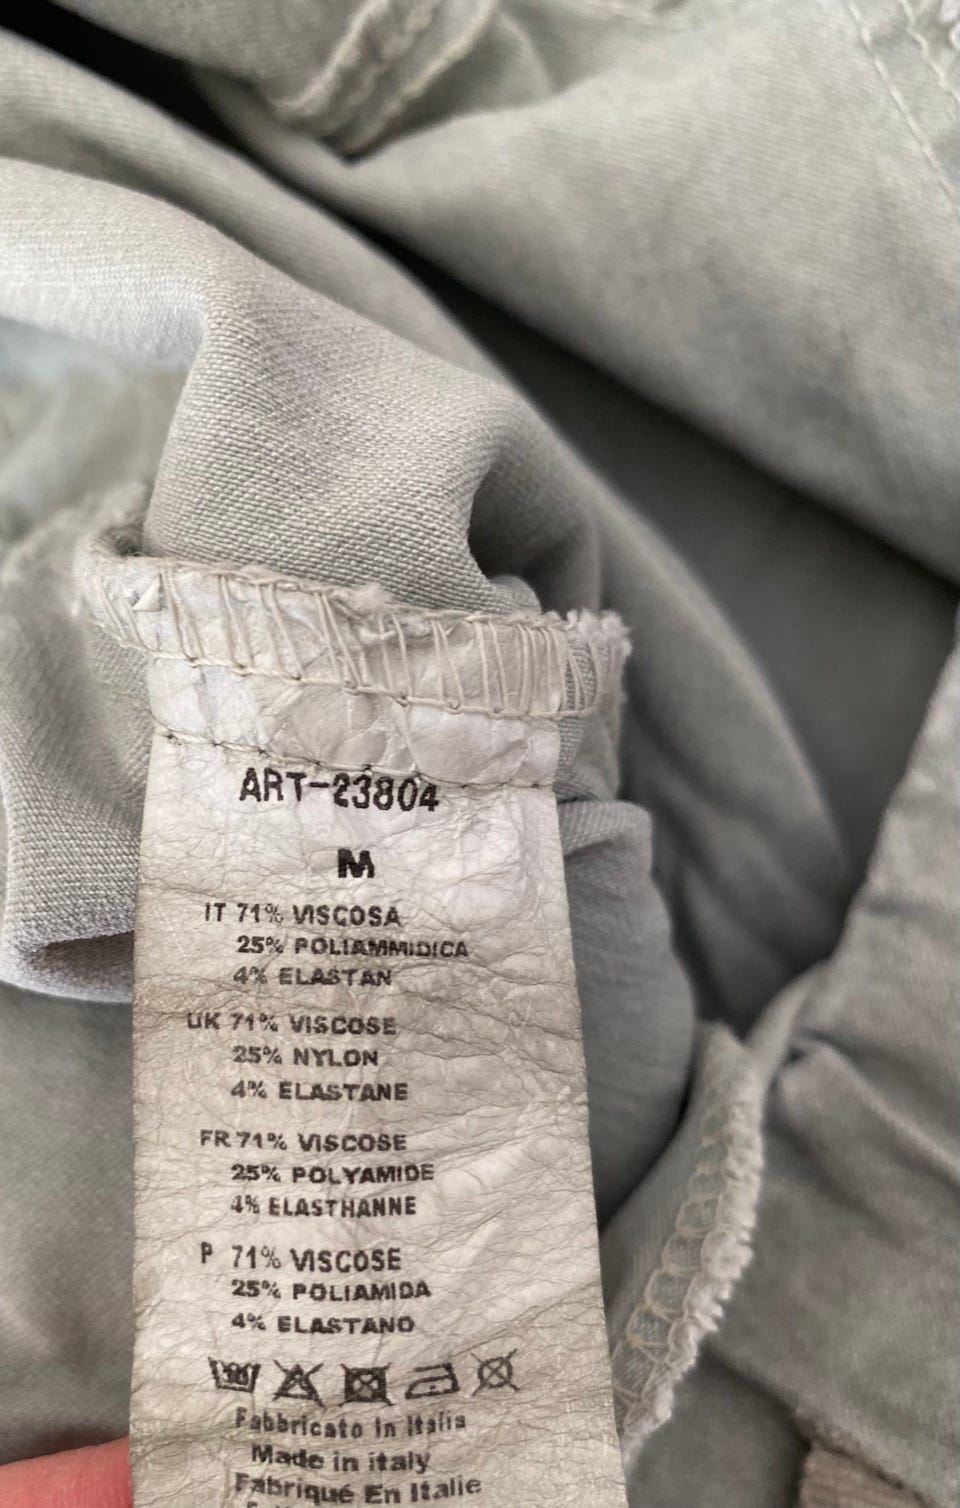 ART-23804
M
IT 71% VISCOSA
25% POLIAMMIDICA
4% ELASTAN
UK 71% VISCOSE
25% NYLON
4% ELASTANE
FR 71% VISCOSE
25% POLYAMIDE
4% ELASTHANNE
P 71% VISCOSE
25% POLIAMIDA
4% ELASTANO
30
Fabbricato in Italia
Made in italy
Fabriqué En Italie